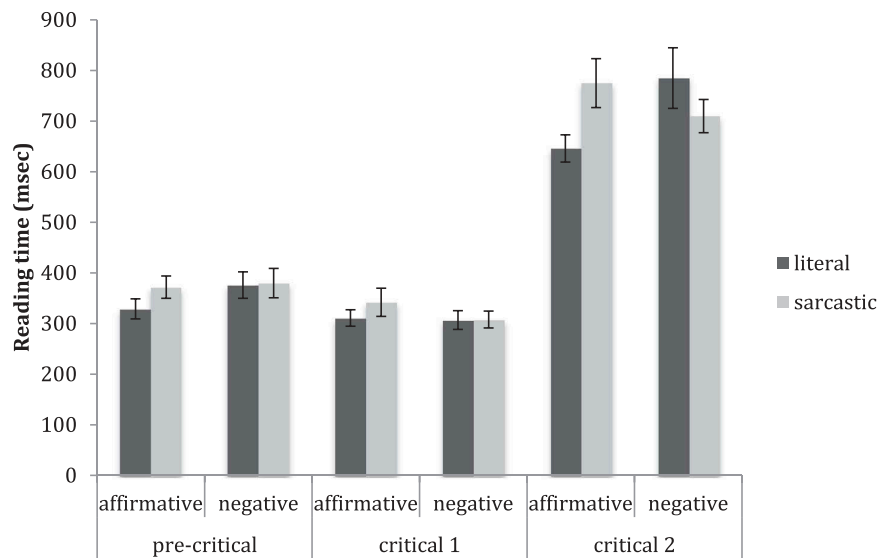 900
800
700
600
500
400
300
200
100
0
Reading time (msec)
literal
sarcastic
affirmative negative affirmative negative affirmative negative
pre-critical critical 1 critical 2